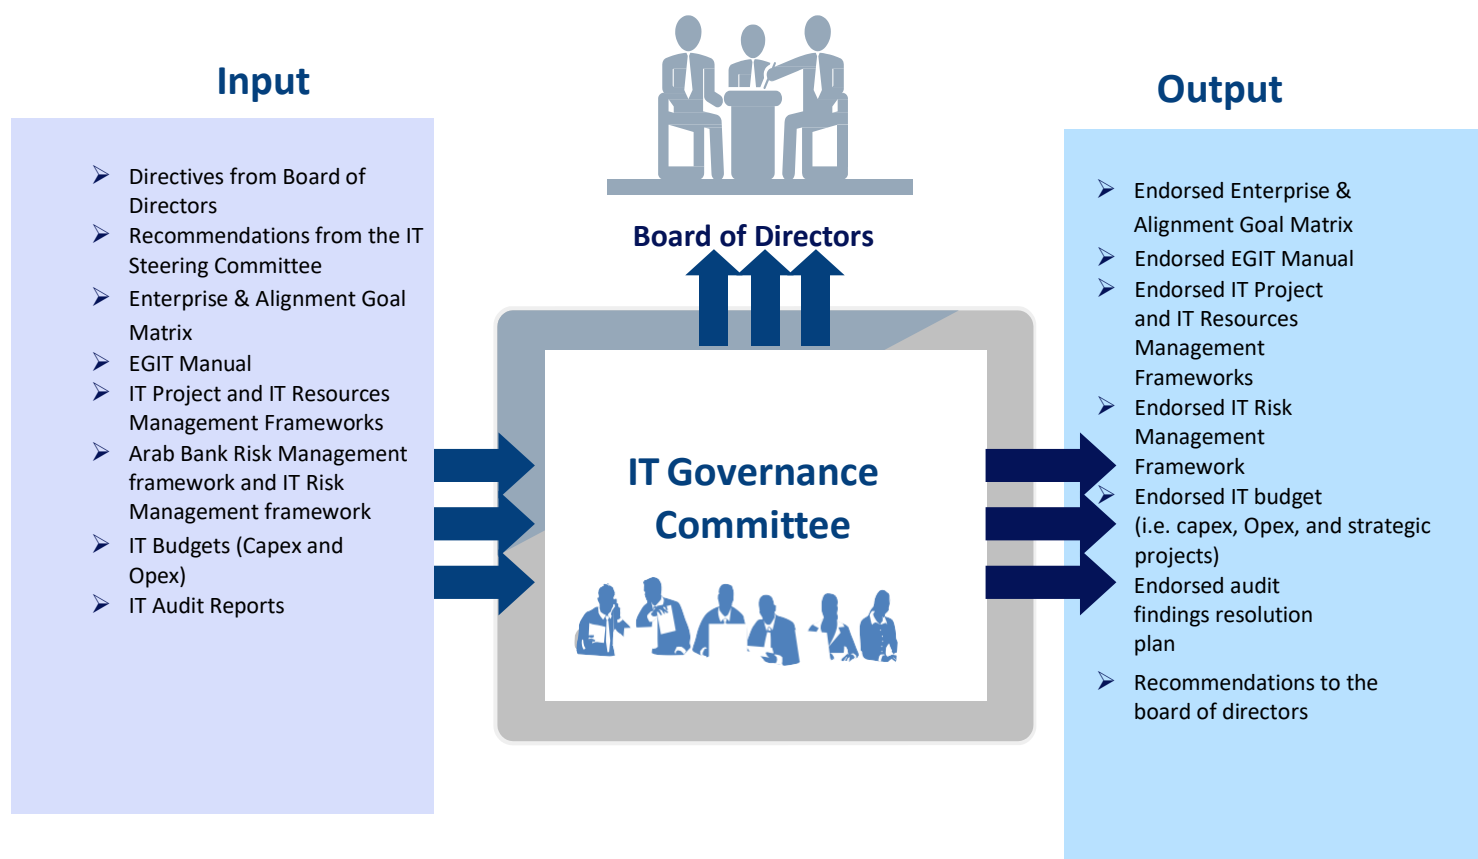 Input
Directives from Board of
Directors
Recommendations from the IT
Steering Committee
Enterprise & Alignment Goal
Matrix
EGIT Manual
IT Project and IT Resources
Management Frameworks
Arab Bank Risk Management
framework and IT Risk
Management framework
IT Budgets (Capex and
Opex)
IT Audit Reports
Board of Directors
IT Governance
Committee
Output
Endorsed Enterprise &
Alignment Goal Matrix
Endorsed EGIT Manual
Endorsed IT Project
and IT Resources
Management
Frameworks
Endorsed IT Risk
Management
Framework
Endorsed IT budget
(i.e. capex, Opex, and strategic
projects)
Endorsed audit
findings resolution
plan
Recommendations to the
board of directors